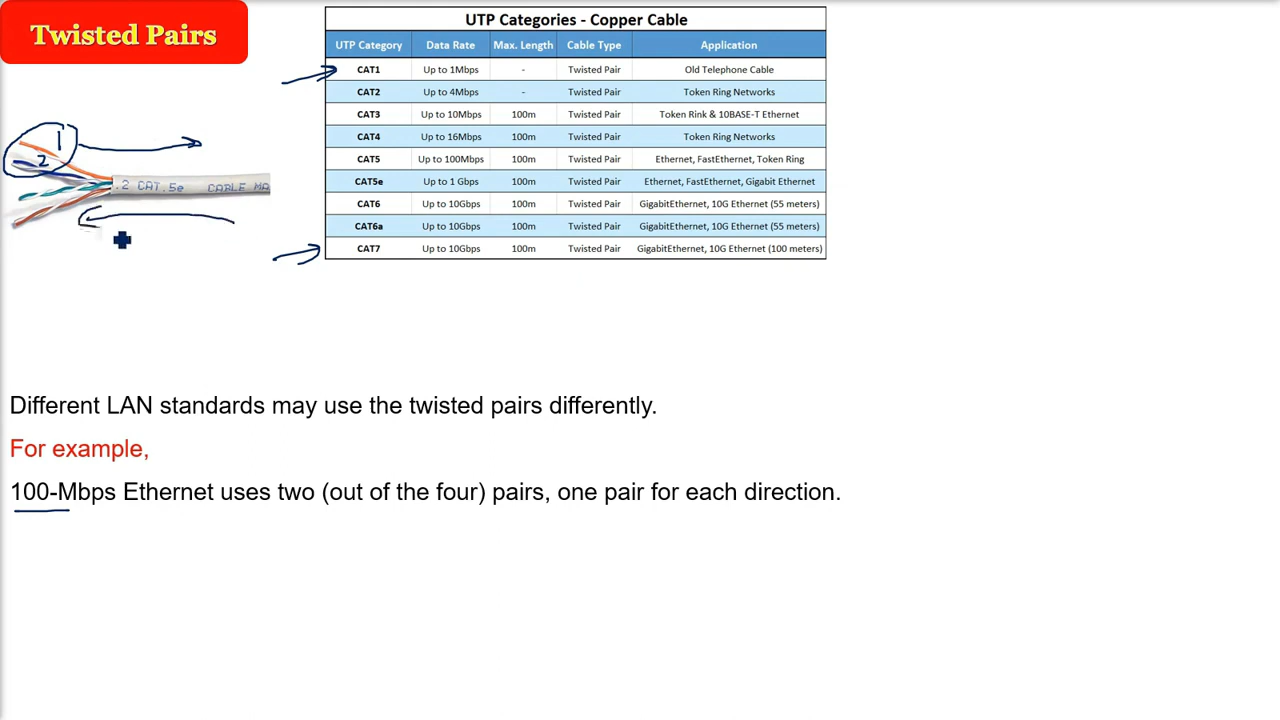 Twisted Pairs
UTP Categories - Copper Cable
UTP Category Data Rate Max. Length Cable Type Application
CAT1 Up to 1Mbps - Twisted Pair Old Telephone Cable
CAT2 Up to 4Mbps - Twisted Pair Token Ring Networks
CAT3 Up to 10Mbps 100m Twisted Pair Token Rink & 10BASE-T Ethernet
CAT4 Up to 16Mbps 100m Twisted Pair Token Ring Networks
CAT5 Up to 100Mbps 100m Twisted Pair Ethernet, FastEthernet, Token Ring
CAT5e Up to 1 Gbps 100m Twisted Pair Ethernet, FastEthernet, Gigabit Ethernet
CAT6 Up to 10Gbps 100m Twisted Pair GigabitEthernet, 10G Ethernet (55 meters)
CAT6a Up to 10Gbps 100m Twisted Pair GigabitEthernet, 10G Ethernet (55 meters)
CAT7 Up to 10Gbps 100m Twisted Pair GigabitEthernet, 10G Ethernet (100 meters)
1
2
.2 CAT.5e CABLE MA
Different LAN standards may use the twisted pairs differently.
For example,
100-Mbps Ethernet uses two (out of the four) pairs, one pair for each direction.